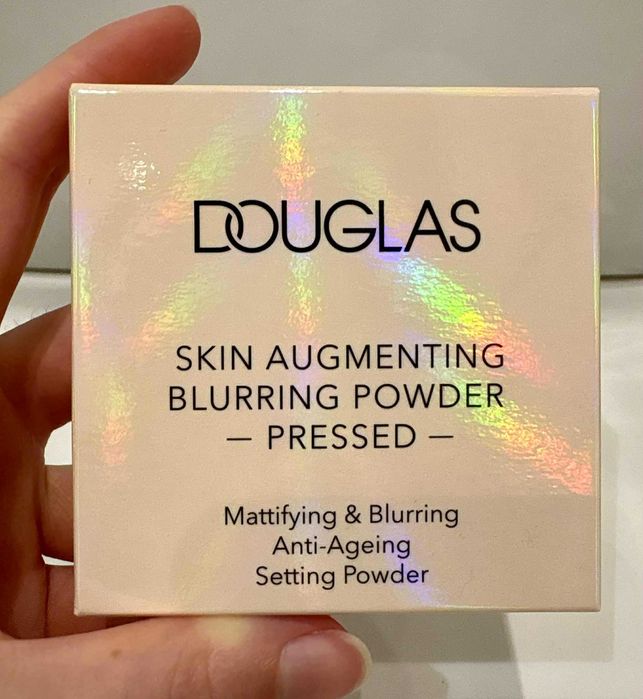 DOUGLAS
SKIN AUGMENTING
BLURRING POWDER
— PRESSED —
Mattifying & Blurring
Anti-Ageing
Setting Powder